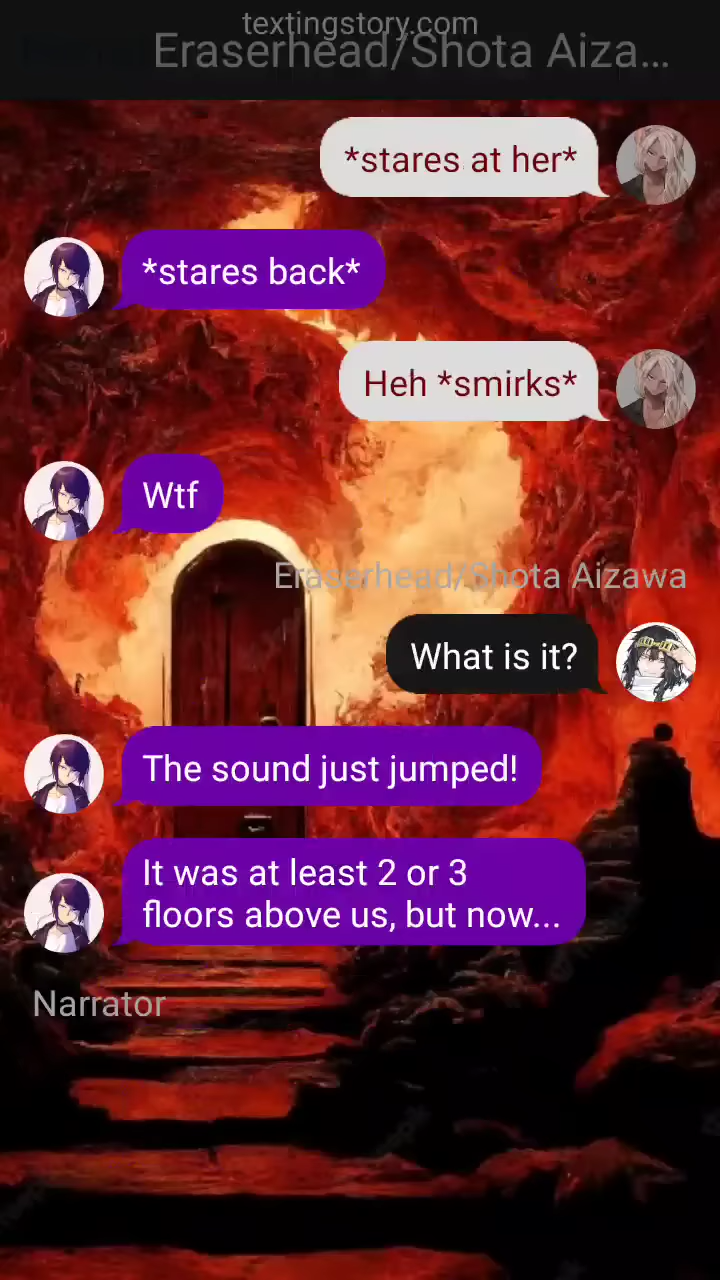 textingstory.com
Eraserhead/Shota Aiza...
*stares at her*
*stares back*
Heh *smirks*
Wtf
Eraserhead/Shota Aizawa
What is it?
The sound just jumped!
It was at least 2 or 3
floors above us, but now...
Narrator